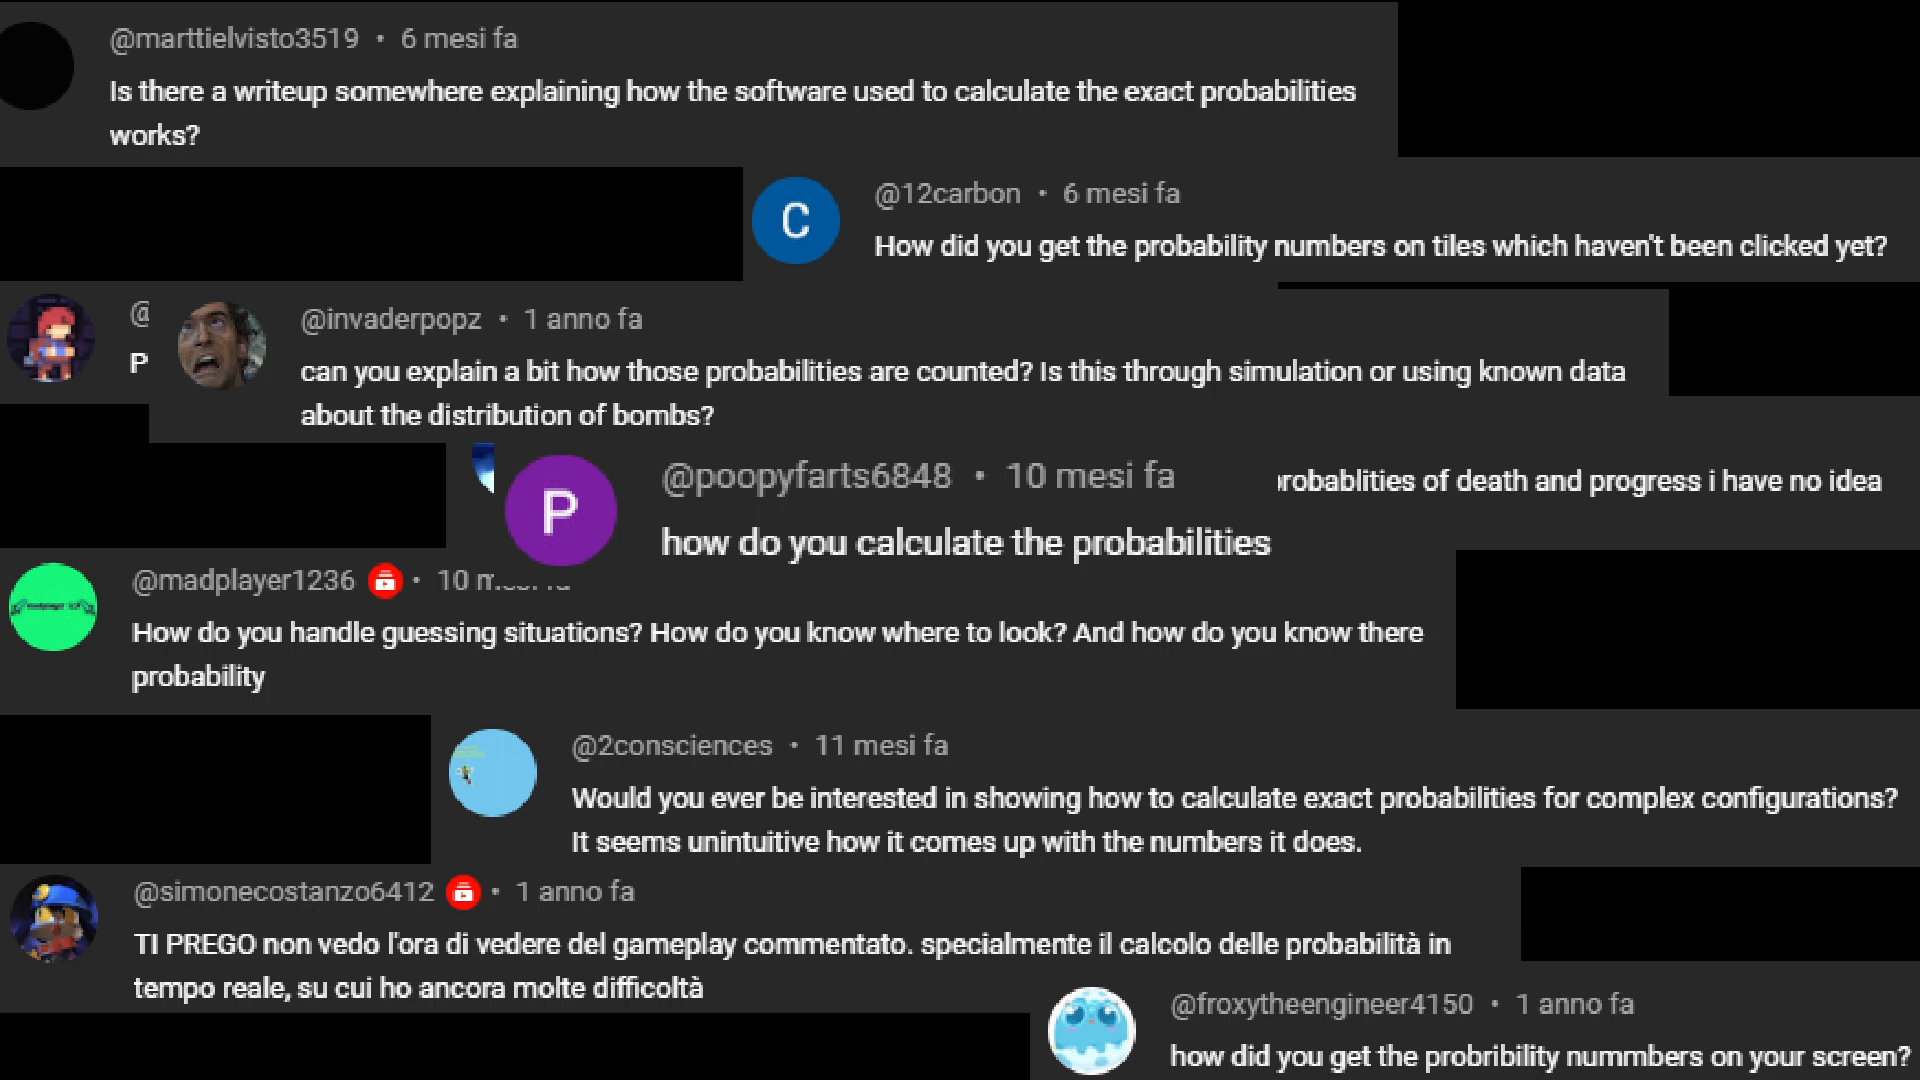 @marttielvisto3519 • 6 mesi fa
Is there a writeup somewhere explaining how the software used to calculate the exact probabilities
works?
@12carbon • 6 mesi fa
C
How did you get the probability numbers on tiles which haven't been clicked yet?
@
P
@invaderpopz • 1 anno fa
can you explain a bit how those probabilities are counted? Is this through simulation or using known data
about the distribution of bombs?
@poopyfarts6848 • 10 mesi fa
P
how do you calculate the probabilities
robablities of death and progress i have no idea
@madplayer1236 • 10
How do you handle guessing situations? How do you know where to look? And how do you know there
probability
@2consciences • 11 mesi fa
Would you ever be interested in showing how to calculate exact probabilities for complex configurations?
It seems unintuitive how it comes up with the numbers it does.
@simonecostanzo6412 • 1 anno fa
TI PREGO non vedo l'ora di vedere del gameplay commentato. specialmente il calcolo delle probabilità in
tempo reale, su cui ho ancora molte difficoltà
@froxytheengineer4150 • 1 anno fa
how did you get the probribility nummbers on your screen?